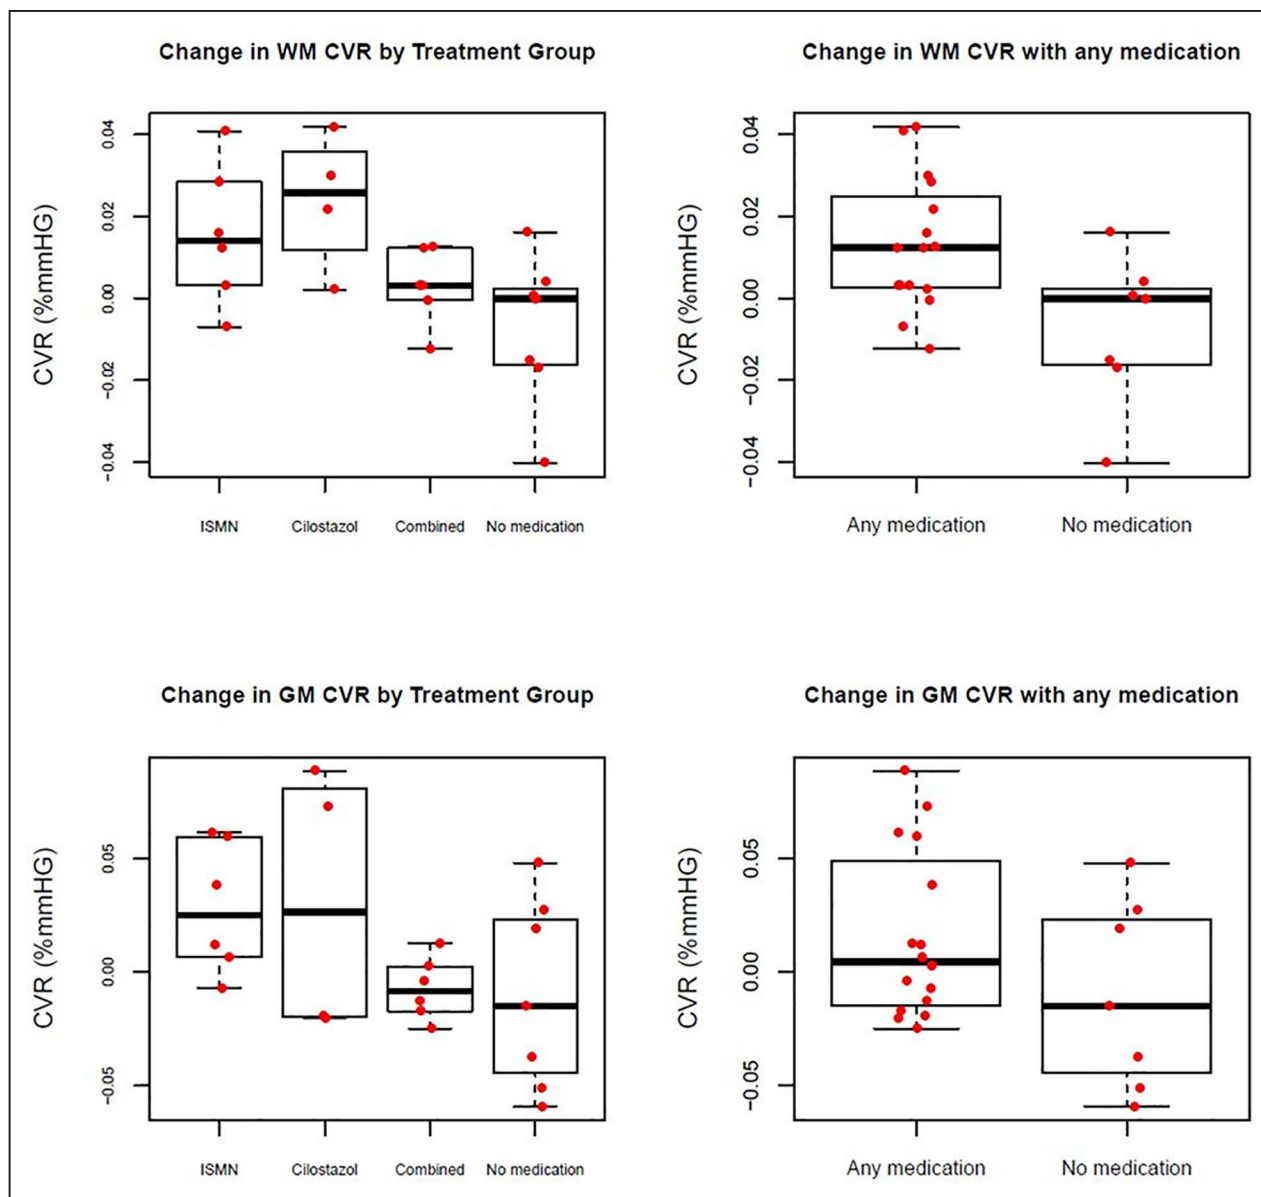 Change in WM CVR by Treatment Group
CVR (%mmHG)
0.04
0.02
0.00
−0.02
−0.04
ISMN Cilostazol Combined No medication
Change in WM CVR with any medication
CVR (%mmHG)
0.04
0.02
0.00
−0.02
−0.04
Any medication No medication
Change in GM CVR by Treatment Group
CVR (%mmHG)
0.05
0.00
−0.05
ISMN Cilostazol Combined No medication
Change in GM CVR with any medication
CVR (%mmHG)
0.05
0.00
−0.05
Any medication No medication